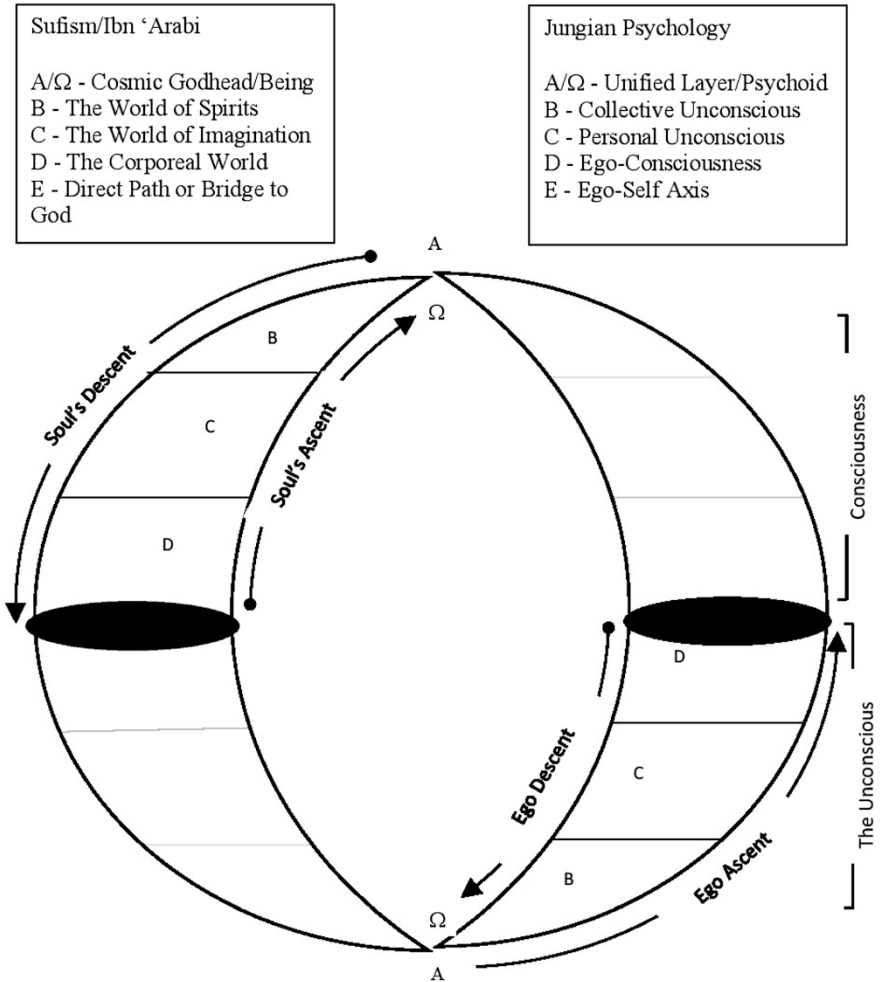 Sufism/Ibn ‘Arabi
A/Ω - Cosmic Godhead/Being
B - The World of Spirits
C - The World of Imagination
D - The Corporeal World
E - Direct Path or Bridge to
God
Jungian Psychology
A/Ω - Unified Layer/Psychoid
B - Collective Unconscious
C - Personal Unconscious
D - Ego-Consciousness
E - Ego-Self Axis
A
Ω
B
C
D
Soul's Descent
Soul's Ascent
Consciousness
D
C
B
Ego Descent
Ego Ascent
The Unconscious
Ω
A